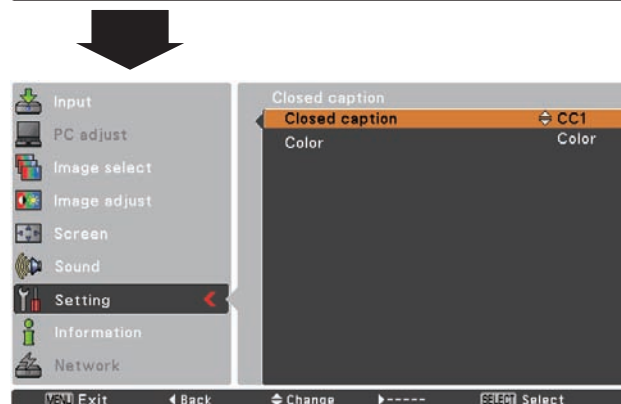 Input
PC adjust
Image select
Image adjust
Screen
Sound
Setting
Information
Network
Closed caption
Closed caption CC1
Color Color
MENU Exit Back Change ----- SELECT Select